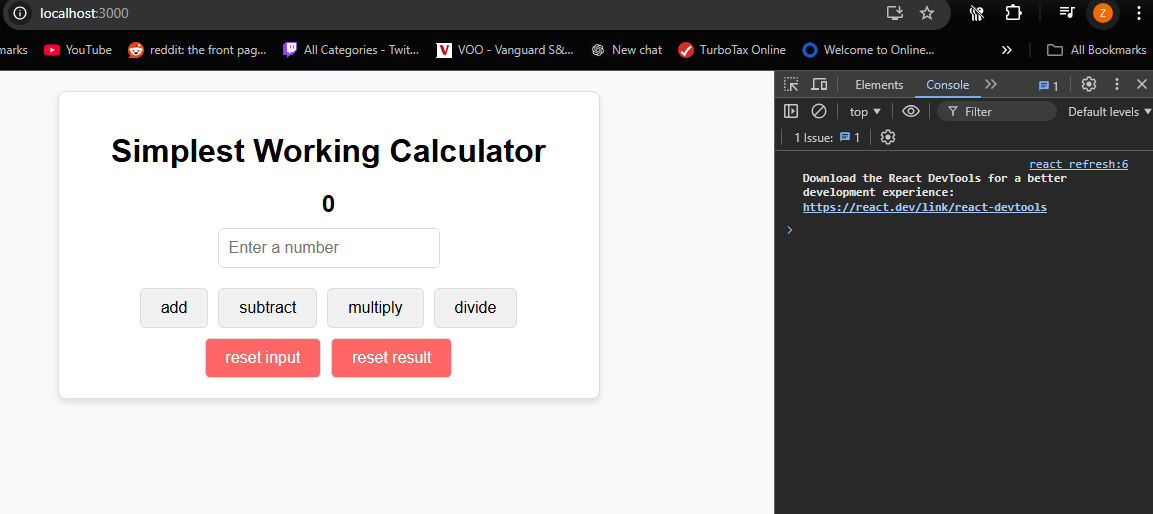 localhost:3000
Z
marks YouTube reddit: the front pag... All Categories - Twit... VOO - Vanguard S&... New chat TurboTax Online Welcome to Online... » All Bookmarks
Elements Console 1
top Filter Default levels
1 Issue: 1
react refresh:6
Download the React DevTools for a better
development experience:
https://react.dev/link/react-devtools
Simplest Working Calculator
0
Enter a number
add subtract multiply divide
reset input reset result